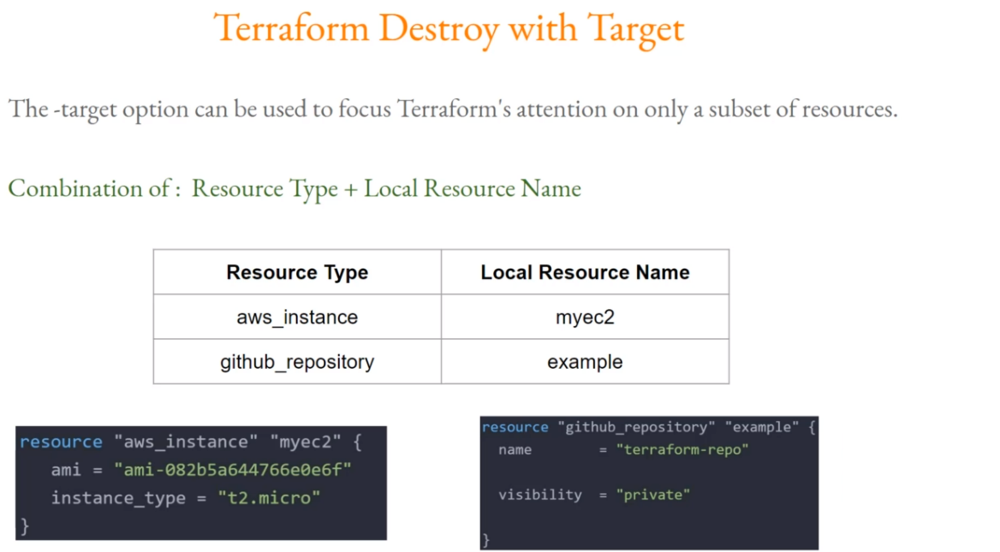 Terraform Destroy with Target
The -target option can be used to focus Terraform's attention on only a subset of resources.
Combination of : Resource Type + Local Resource Name
Resource Type Local Resource Name
aws_instance myec2
github_repository example
resource "aws_instance" "myec2" {
ami = "ami-082b5a644766e0e6f"
instance_type = "t2.micro"
}
resource "github_repository" "example" {
name = "terraform-repo"
visibility = "private"
}